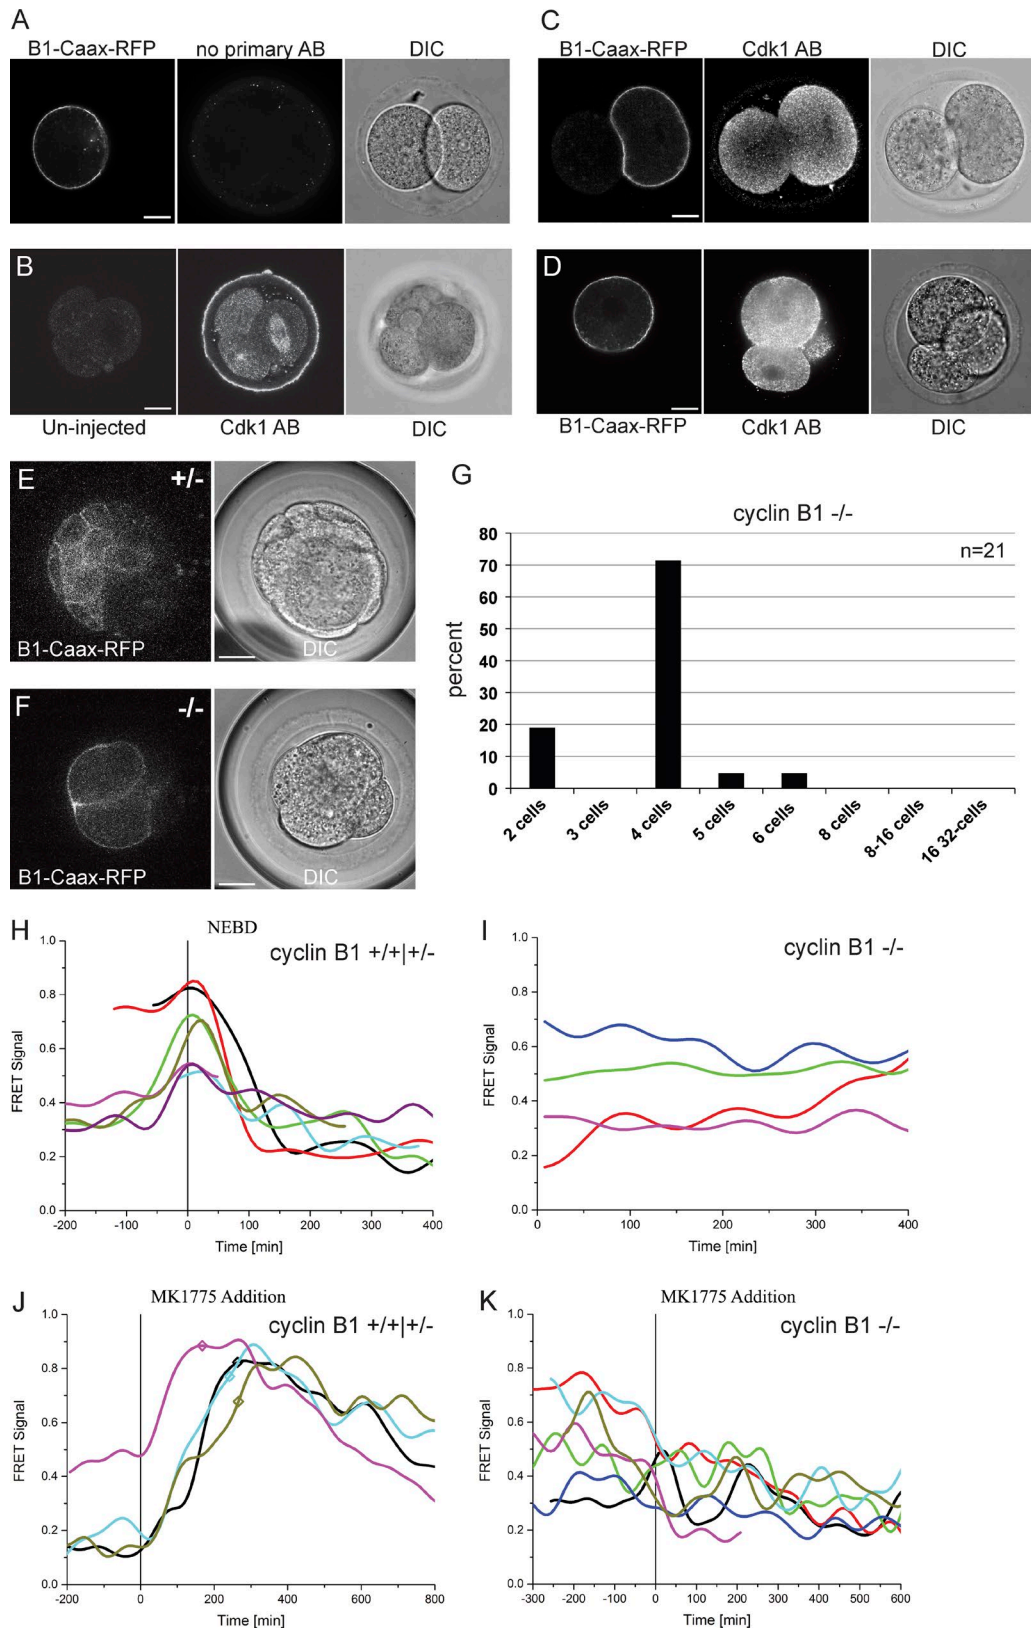 A
B1-Caax-RFP no primary AB DIC
C
B1-Caax-RFP Cdk1 AB DIC
B
Un-injected Cdk1 AB DIC
D
B1-Caax-RFP Cdk1 AB DIC
E
+/-
B1-Caax-RFP
DIC
F
-/-
B1-Caax-RFP
DIC
G
cyclin B1 -/-
n=21
percent
80
70
60
50
40
30
20
10
0
2 cells
3 cells
4 cells
5 cells
6 cells
8 cells
8-16 cells
16 32-cells
H
NEBD
cyclin B1 +/+|+/-
FRET Signal
1.0
0.8
0.6
0.4
0.2
0.0
-200 -100 0 100 200 300 400
Time [min]
I
cyclin B1 -/-
FRET Signal
1.0
0.8
0.6
0.4
0.2
0.0
0 100 200 300 400
Time [min]
J
MK1775 Addition
cyclin B1 +/+|+/-
FRET Signal
1.0
0.8
0.6
0.4
0.2
0.0
-200 0 200 400 600 800
Time [min]
K
MK1775 Addition
cyclin B1 -/-
FRET Signal
1.0
0.8
0.6
0.4
0.2
0.0
-300 -200 -100 0 100 200 300 400 500 600
Time [min]